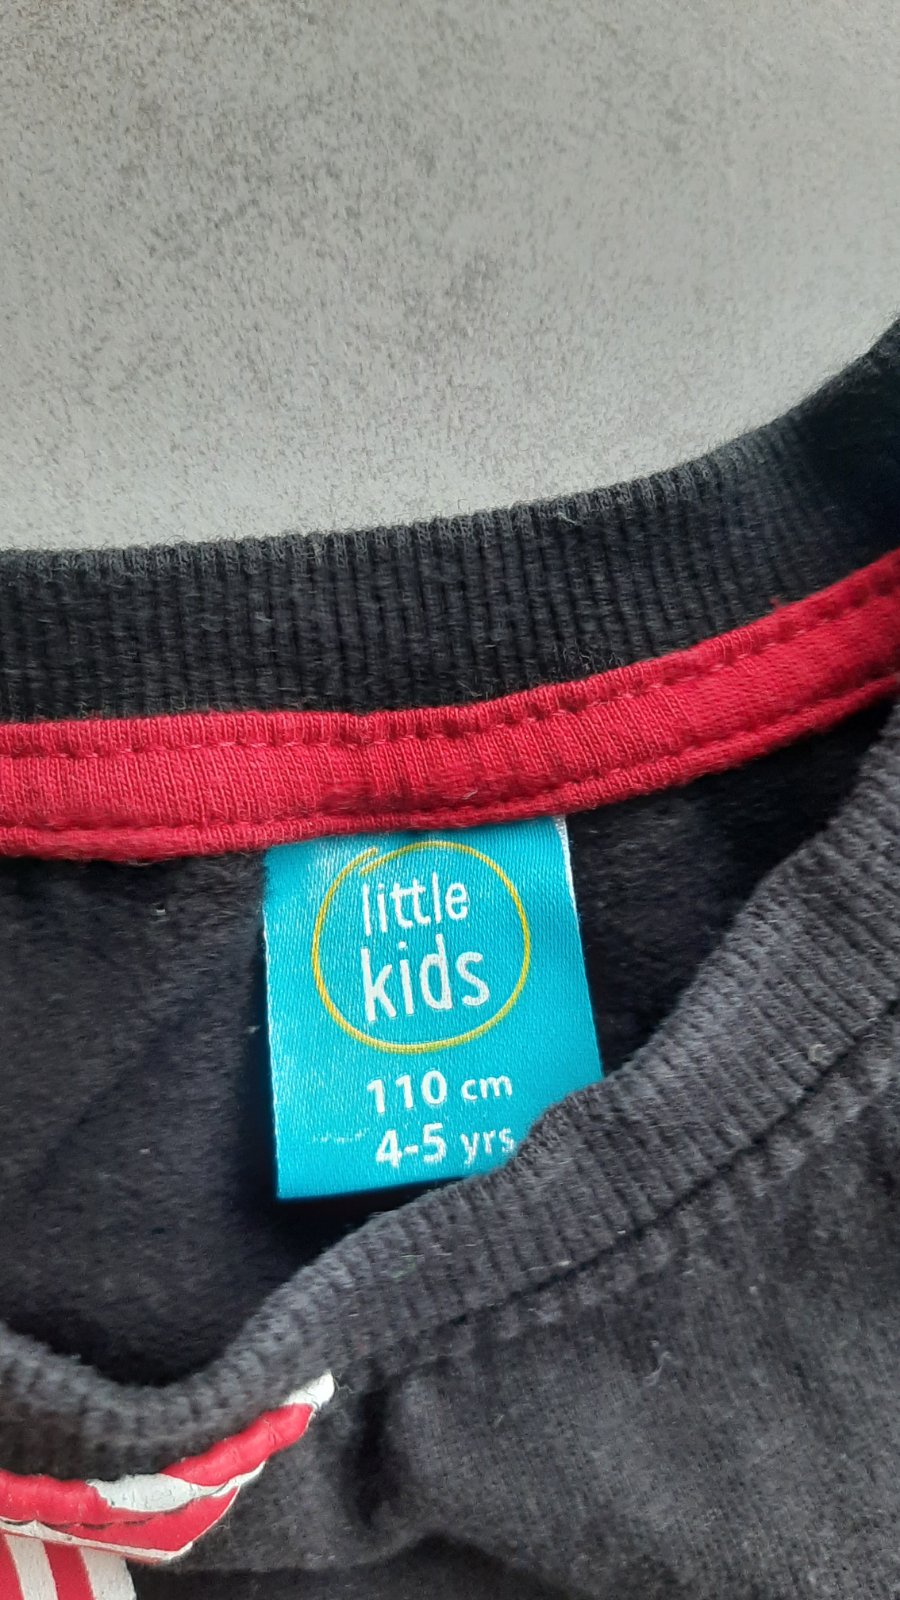 little
kids
110 cm
4-5 yrs